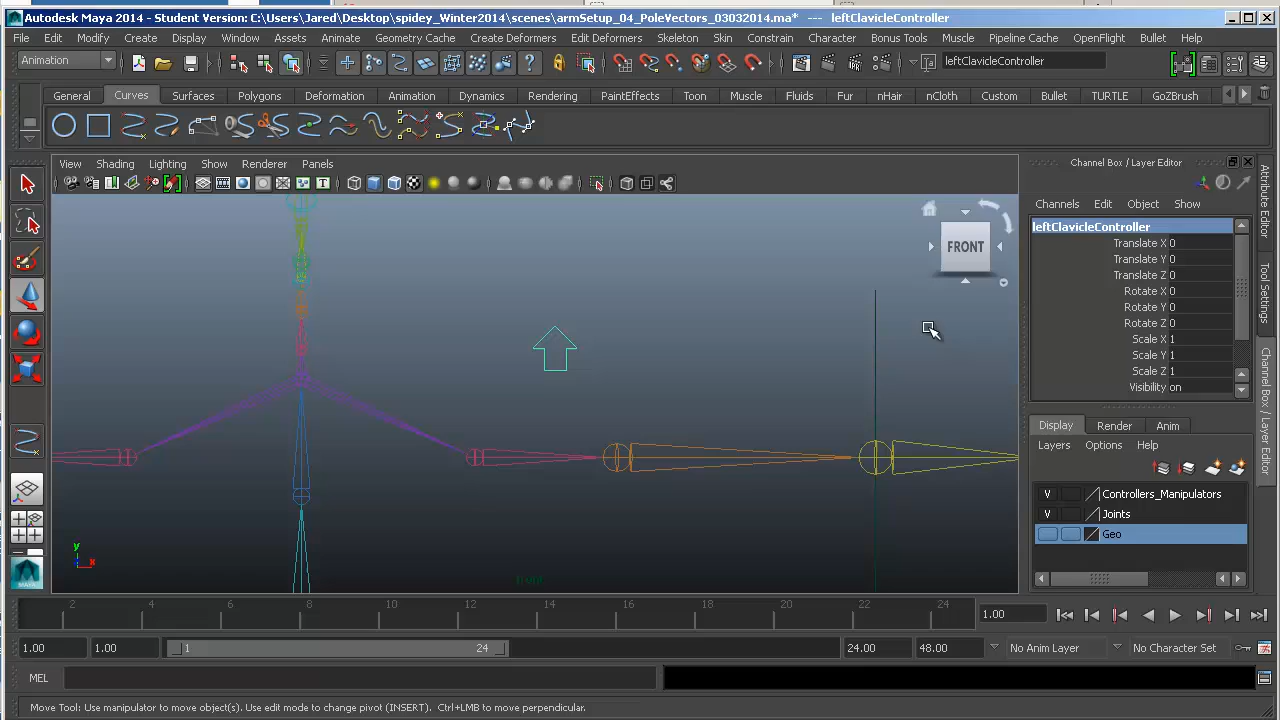 Autodesk Maya 2014 - Student Version: C:\Users\Jared\Desktop\spidey_Winter2014\scenes\armSetup_04_PoleVectors_03032014.ma* --- leftClavicleController
File Edit Modify Create Display Window Assets Animate Geometry Cache Create Deformers Edit Deformers Skeleton Skin Constrain Character Bonus Tools Muscle Pipeline Cache OpenFlight Bullet Help
Animation leftClavicleController
General Curves Surfaces Polygons Deformation Animation Dynamics Rendering PaintEffects Toon Muscle Fluids Fur nHair nCloth Custom Bullet TURTLE GoZBrush
View Shading Lighting Show Renderer Panels
FRONT
y
x
front
Channel Box / Layer Editor
Channels Edit Object Show
leftClavicleController
Translate X 0
Translate Y 0
Translate Z 0
Rotate X 0
Rotate Y 0
Rotate Z 0
Scale X 1
Scale Y 1
Scale Z 1
Visibility on
Display Render Anim
Layers Options Help
V Controllers_Manipulators
V Joints
Geo
Attribute Editor
Tool Settings
Channel Box / Layer Editor
2 4 6 8 10 12 14 16 18 20 22 24 1.00
1.00 1.00 1 24 24.00 48.00 No Anim Layer No Character Set
MEL
Move Tool: Use manipulator to move object(s). Use edit mode to change pivot (INSERT). Ctrl+LMB to move perpendicular.